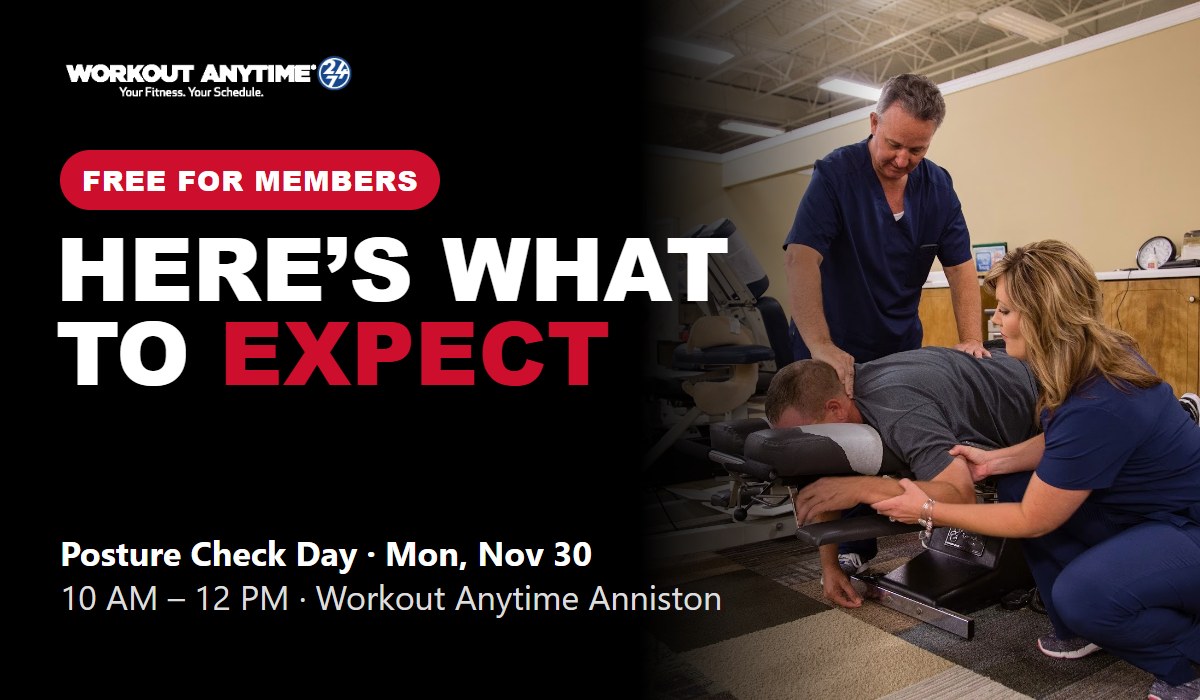 WORKOUT ANYTIME 24/7
Your Fitness. Your Schedule.
FREE FOR MEMBERS
HERE’S WHAT
TO EXPECT
Posture Check Day · Mon, Nov 30
10 AM – 12 PM · Workout Anytime Anniston